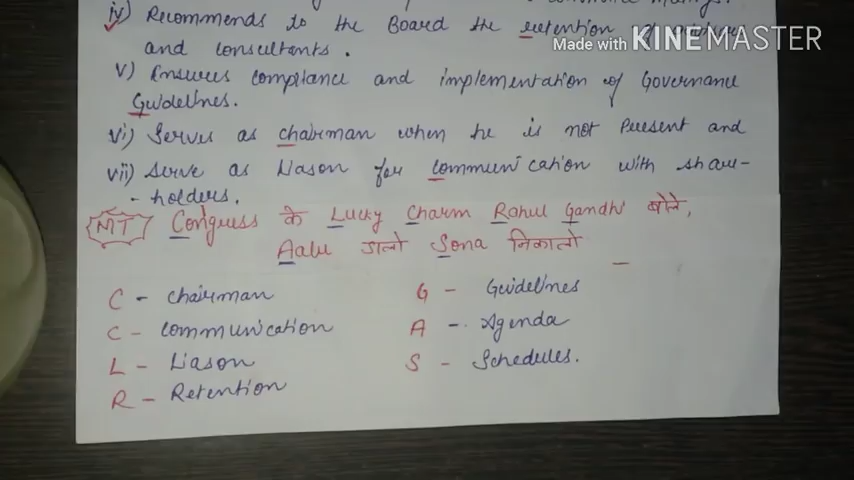 iv) Recommends to the Board the retention of
and consultants.
v) Ensures compliance and implementation of Governance
Guidelines.
vi) Serves as chairman when he is not Present and
vii) Serve as Liason for communication with share-
-holders.
MT Congress के Lucky Charm Rahul Gandhi बोले,
Aalu डालो Sona निकालो
C - Chairman
C - Communication
L - Liason
R - Retention
G - Guidelines
A - Agenda
S - Schedules.
Made with KINEMASTER